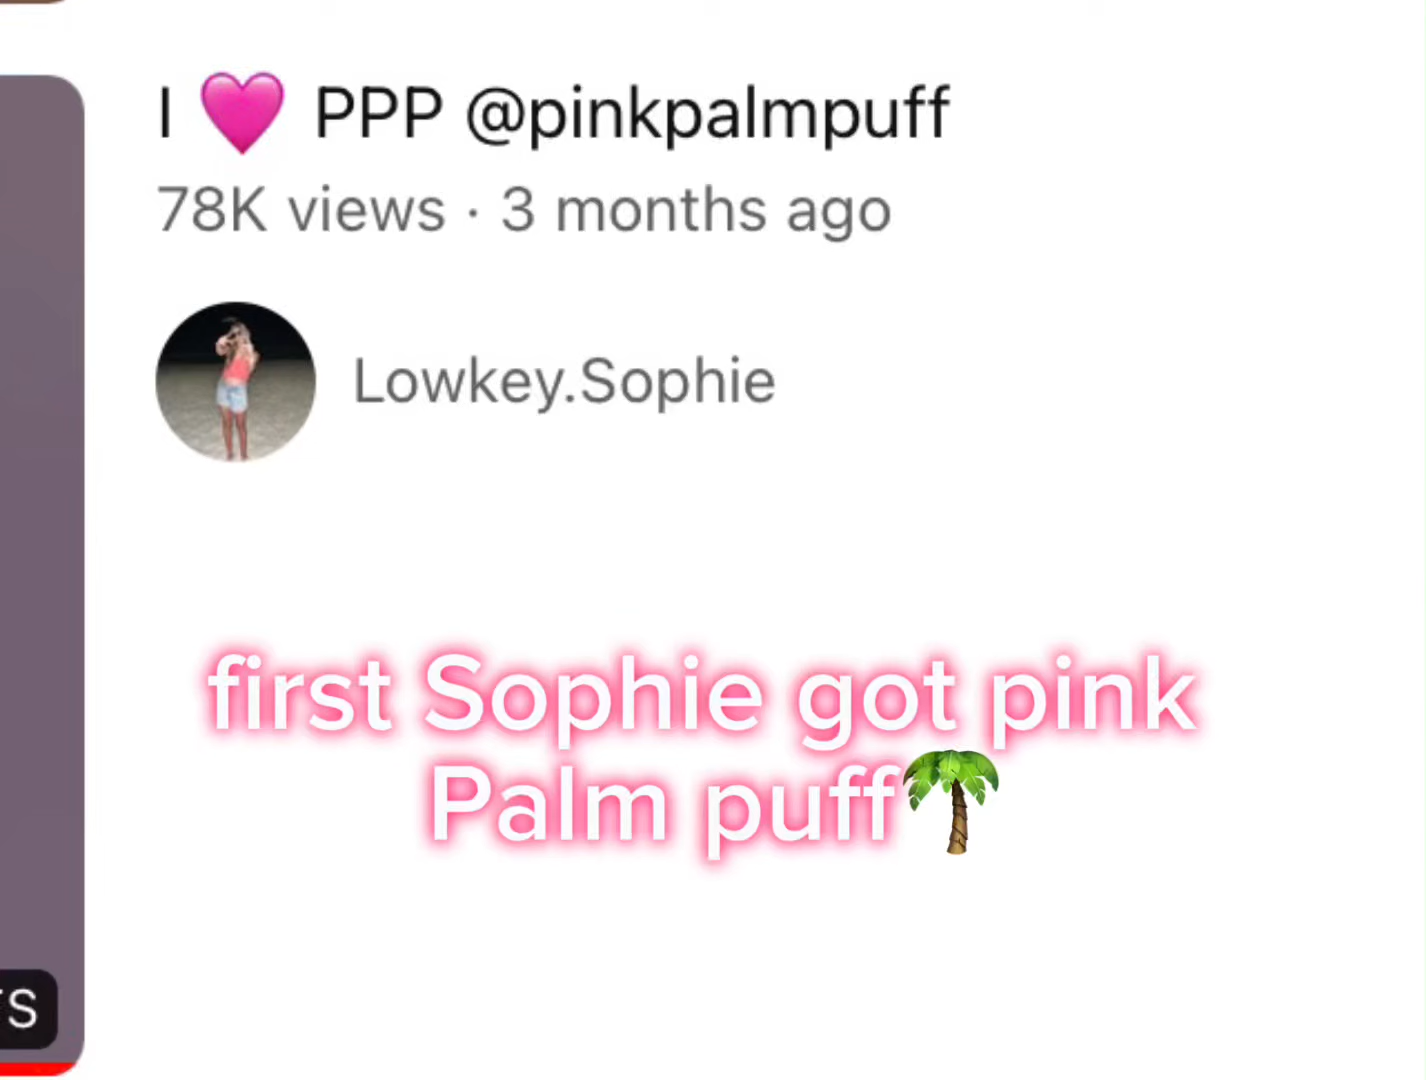 I 🩷 PPP @pinkpalmpuff
78K views · 3 months ago
Lowkey.Sophie
first Sophie got pink
Palm puff🌴